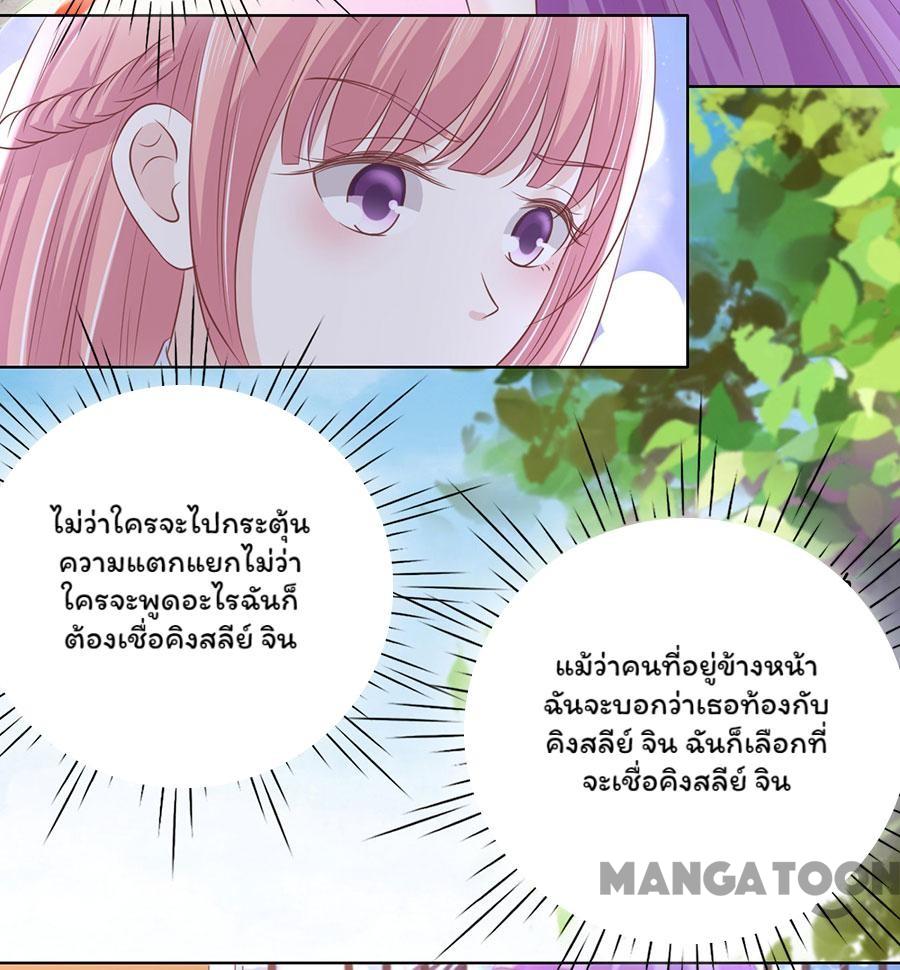 ไม่ว่าใครจะไปกระตุ้น
ความแตกแยกไม่ว่า
ใครจะพูดอะไรฉันก็
ต้องเชื่อคิงสลีย์ จิน
แม้ว่าคนที่อยู่ข้างหน้า
ฉันจะบอกว่าเธอท้องกับ
คิงสลีย์ จิน ฉันก็เลือกที่
จะเชื่อคิงสลีย์ จิน
MANGATOON